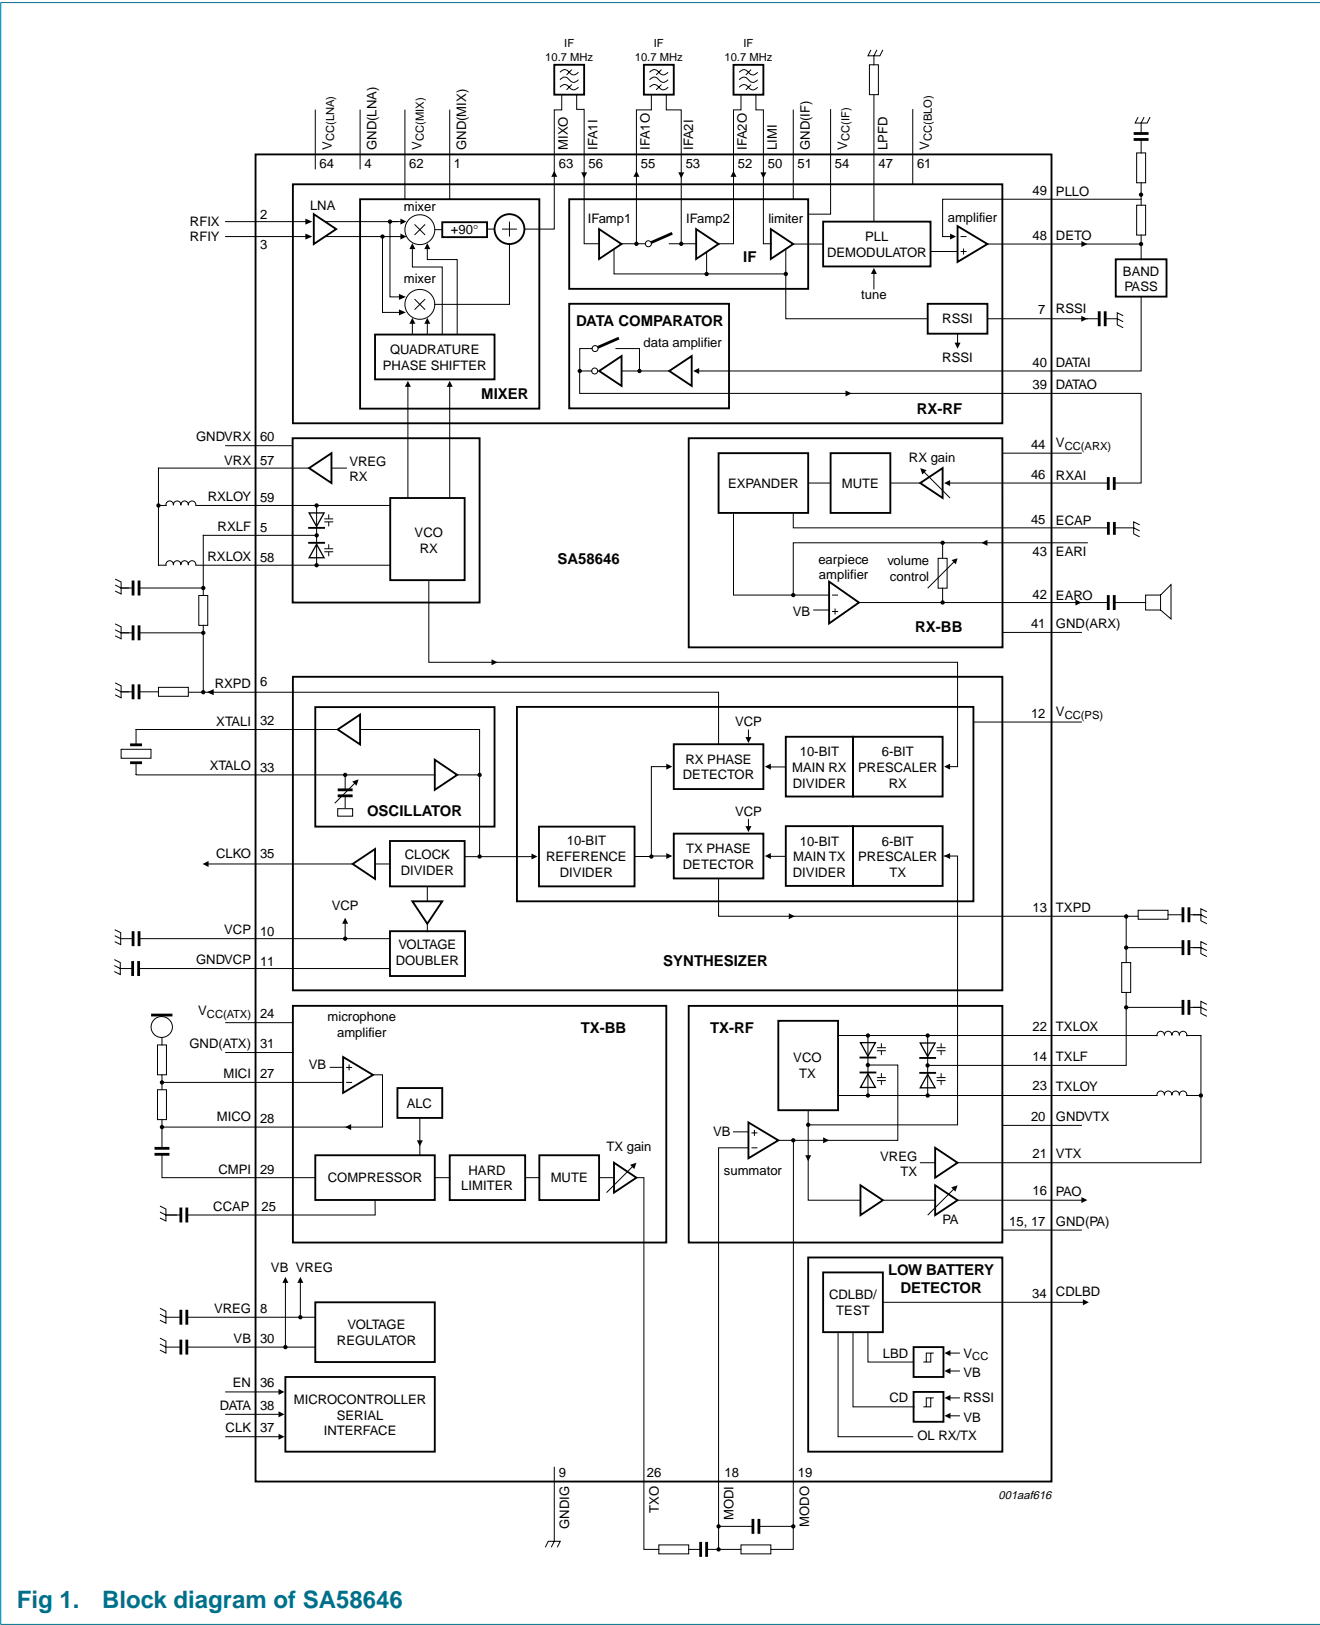 IF
10.7 MHz
IF
10.7 MHz
IF
10.7 MHz
VCC(LNA)
GND(LNA)
VCC(MIX)
GND(MIX)
MIXO
IFA1I
IFA1O
IFA2I
IFA2O
LIMI
GND(IF)
VCC(IF)
LPFD
VCC(BLO)
64
4
62
1
63
56
55
53
52
50
51
54
47
61
RFIX
2
RFIY
3
LNA
mixer
+90°
mixer
QUADRATURE
PHASE SHIFTER
MIXER
IFamp1
IFamp2
limiter
IF
PLL
DEMODULATOR
tune
amplifier
49
PLLO
48
DETO
BAND
PASS
RSSI
RSSI
7
RSSI
DATA COMPARATOR
data amplifier
40
DATAI
39
DATAO
RX-RF
GNDVRX
60
VRX
57
VREG
RX
RXLOY
59
RXLF
5
RXLOX
58
VCO
RX
SA58646
EXPANDER
MUTE
RX gain
44
VCC(ARX)
46
RXAI
45
ECAP
43
EARI
earpiece
amplifier
volume
control
VB
42
EARO
41
GND(ARX)
RX-BB
RXPD
6
XTALI
32
XTALO
33
OSCILLATOR
CLKO
35
CLOCK
DIVIDER
VCP
VCP
10
GNDVCP
11
VOLTAGE
DOUBLER
10-BIT
REFERENCE
DIVIDER
VCP
RX PHASE
DETECTOR
10-BIT
MAIN RX
DIVIDER
6-BIT
PRESCALER
RX
VCP
TX PHASE
DETECTOR
10-BIT
MAIN TX
DIVIDER
6-BIT
PRESCALER
TX
12
VCC(PS)
13
TXPD
SYNTHESIZER
VCC(ATX)
24
GND(ATX)
31
MICI
27
MICO
28
CMPI
29
CCAP
25
microphone
amplifier
VB
ALC
COMPRESSOR
HARD
LIMITER
MUTE
TX gain
TX-BB
TX-RF
VCO
TX
VB
summator
VREG
TX
PA
22
TXLOX
14
TXLF
23
TXLOY
20
GNDVTX
21
VTX
16
PAO
15, 17
GND(PA)
VB
VREG
VREG
8
VB
30
VOLTAGE
REGULATOR
EN
36
DATA
38
CLK
37
MICROCONTROLLER
SERIAL
INTERFACE
LOW BATTERY
DETECTOR
CDLBD/
TEST
34
CDLBD
LBD
VCC
VB
CD
RSSI
VB
OL RX/TX
9
26
18
19
GNDIG
TXO
MODI
MODO
001aaf616
Fig 1. Block diagram of SA58646